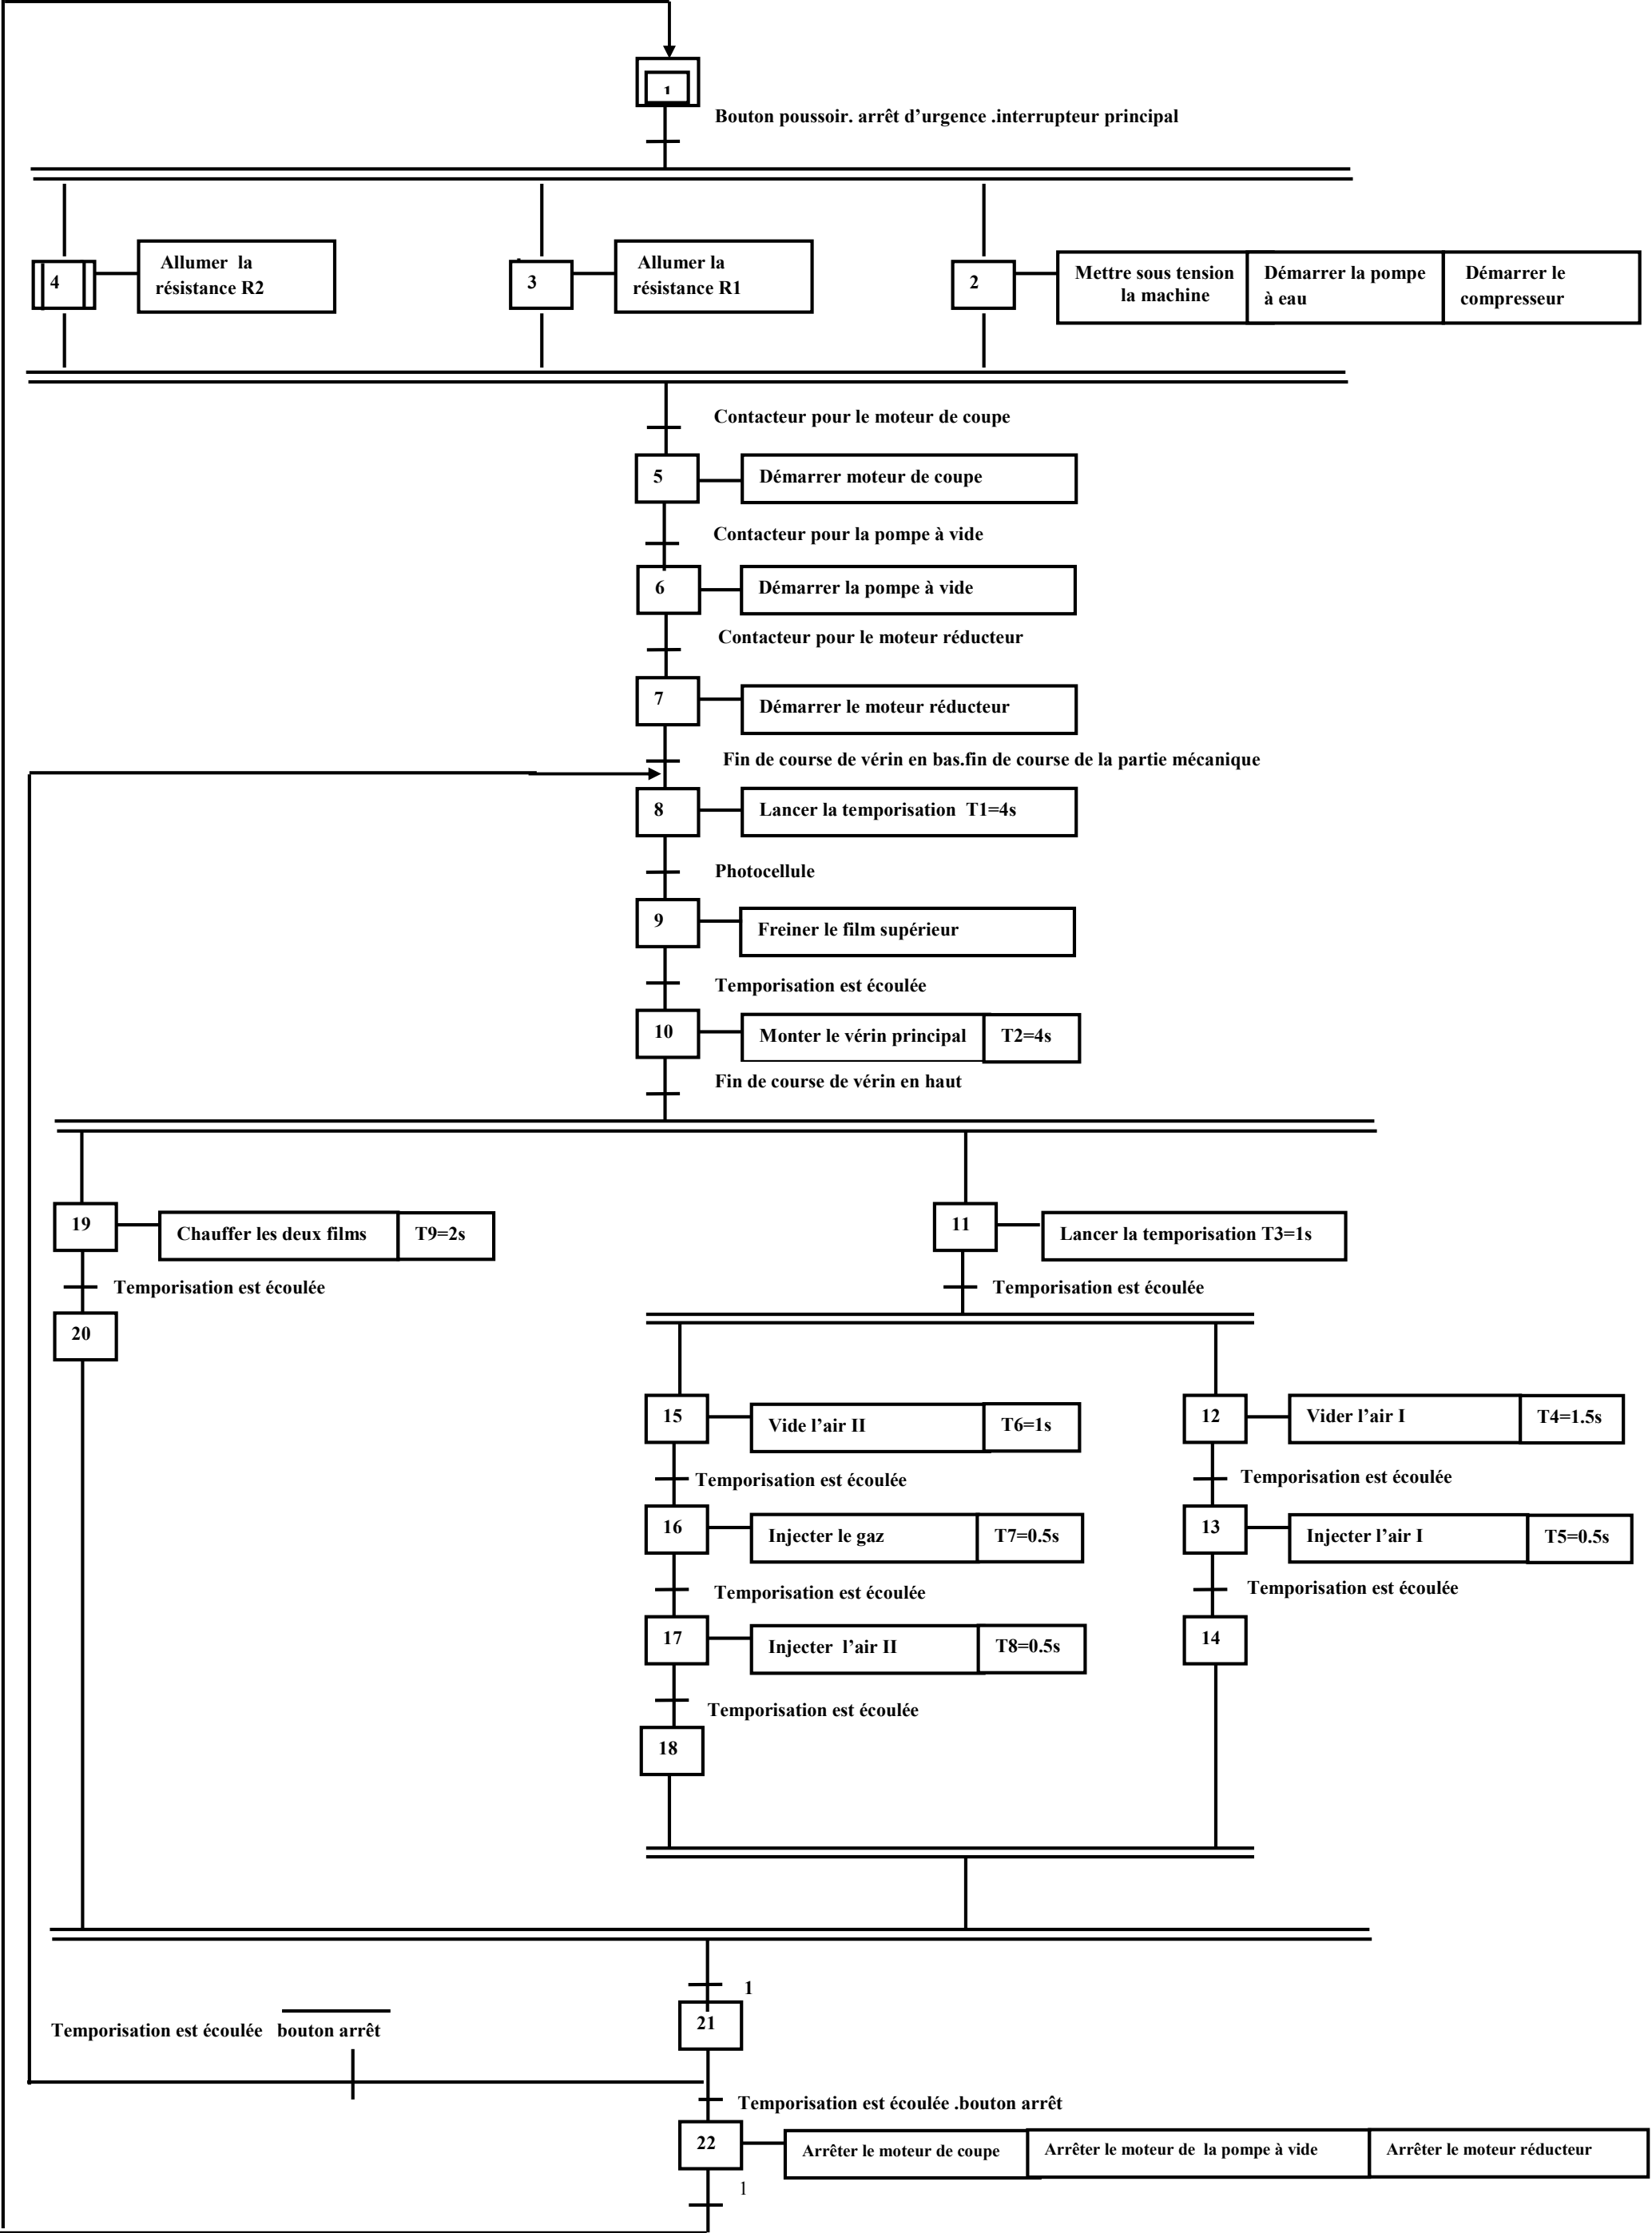 1
Bouton poussoir. arrêt d’urgence .interrupteur principal
4
Allumer la
résistance R2
3
Allumer la
résistance R1
2
Mettre sous tension
la machine
Démarrer la pompe
à eau
Démarrer le
compresseur
Contacteur pour le moteur de coupe
5
Démarrer moteur de coupe
Contacteur pour la pompe à vide
6
Démarrer la pompe à vide
Contacteur pour le moteur réducteur
7
Démarrer le moteur réducteur
Fin de course de vérin en bas.fin de course de la partie mécanique
8
Lancer la temporisation T1=4s
Photocellule
9
Freiner le film supérieur
Temporisation est écoulée
10
Monter le vérin principal
T2=4s
Fin de course de vérin en haut
19
Chauffer les deux films
T9=2s
11
Lancer la temporisation T3=1s
Temporisation est écoulée
Temporisation est écoulée
20
15
Vide l’air II
T6=1s
12
Vider l’air I
T4=1.5s
Temporisation est écoulée
Temporisation est écoulée
16
Injecter le gaz
T7=0.5s
13
Injecter l’air I
T5=0.5s
Temporisation est écoulée
Temporisation est écoulée
17
Injecter l’air II
T8=0.5s
14
Temporisation est écoulée
18
1
21
Temporisation est écoulée bouton arrêt
Temporisation est écoulée .bouton arrêt
22
Arrêter le moteur de coupe
Arrêter le moteur de la pompe à vide
Arrêter le moteur réducteur
1